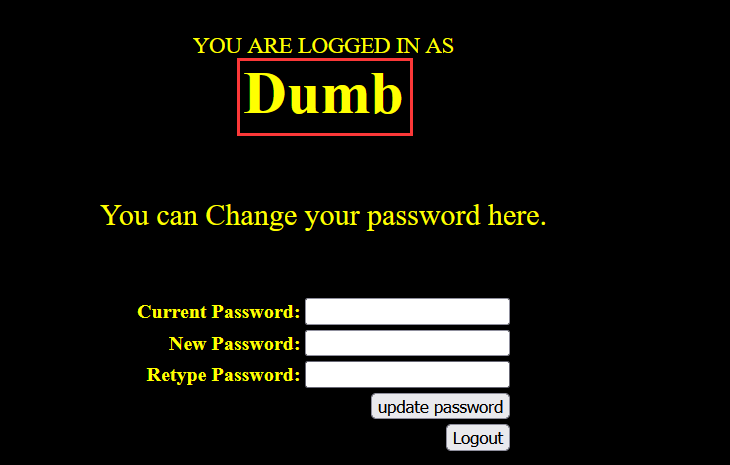 YOU ARE LOGGED IN AS
Dumb
You can Change your password here.
Current Password:
New Password:
Retype Password:
update password
Logout